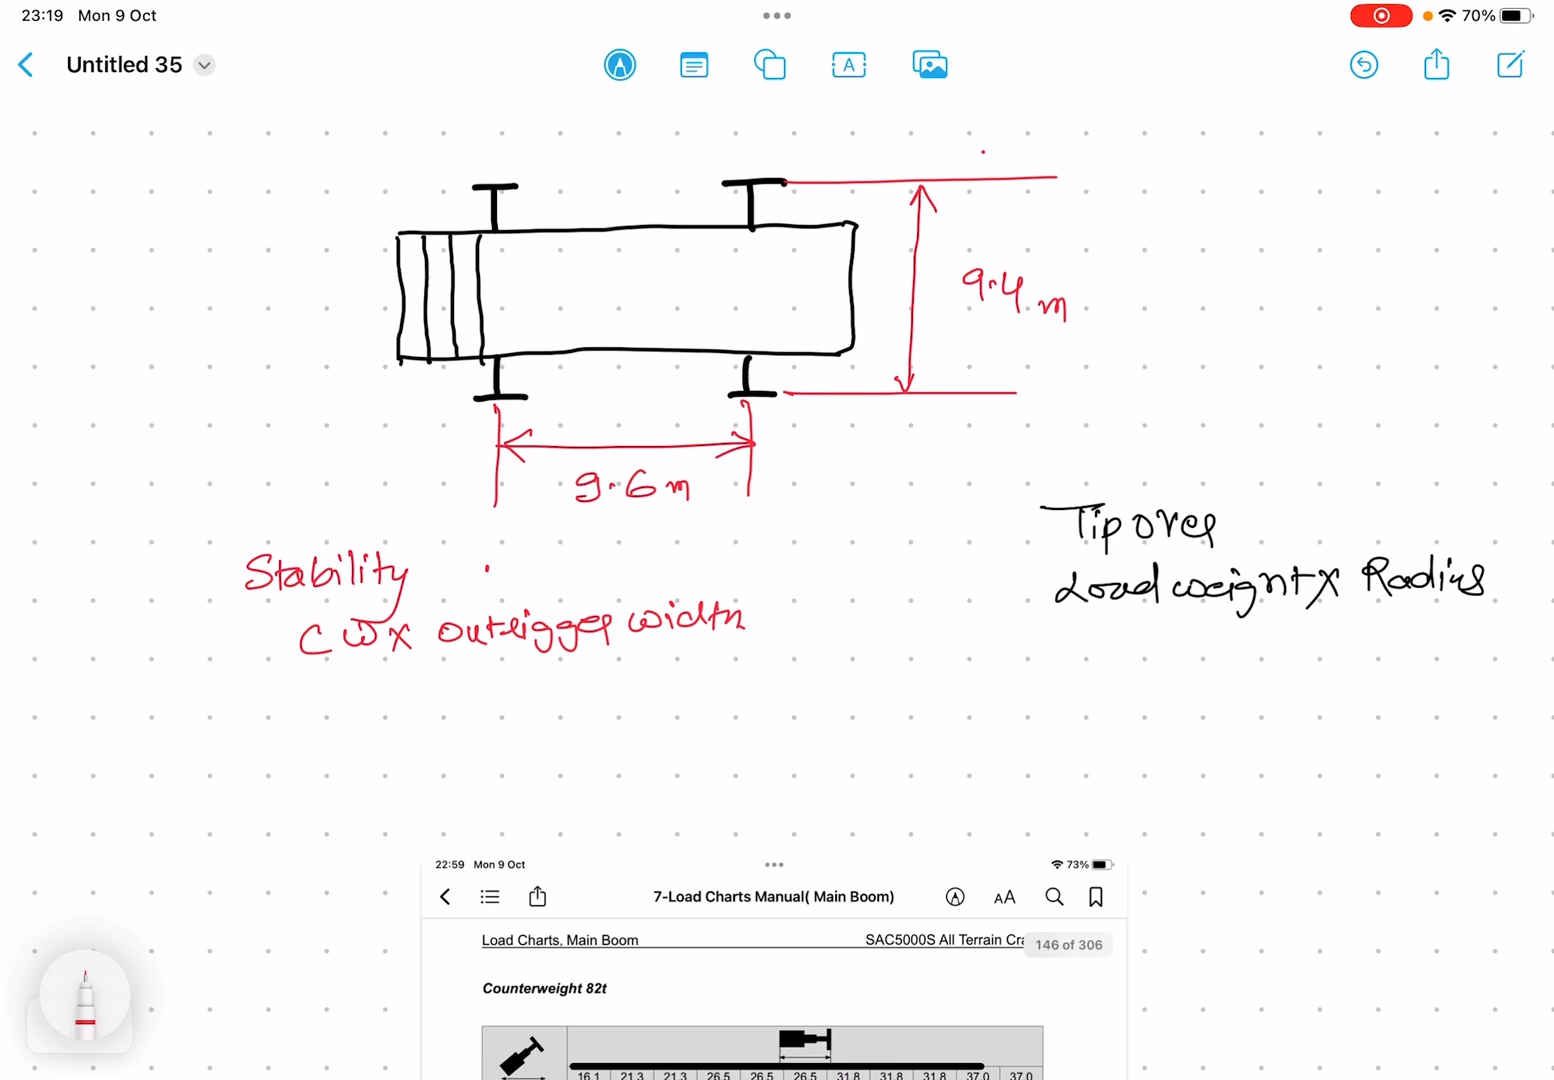 23:19 Mon 9 Oct
70%
Untitled 35
A
9.4 m
9.6 m
Tip over
Load weight X Radius
Stability
CW X outrigger width
22:59 Mon 9 Oct
73%
7-Load Charts Manual( Main Boom)
AA
Load Charts, Main Boom
SAC5000S All Terrain Cra
146 of 306
Counterweight 82t
16.1 21.3 21.3 26.5 26.5 26.5 31.8 31.8 31.8 37.0 37.0